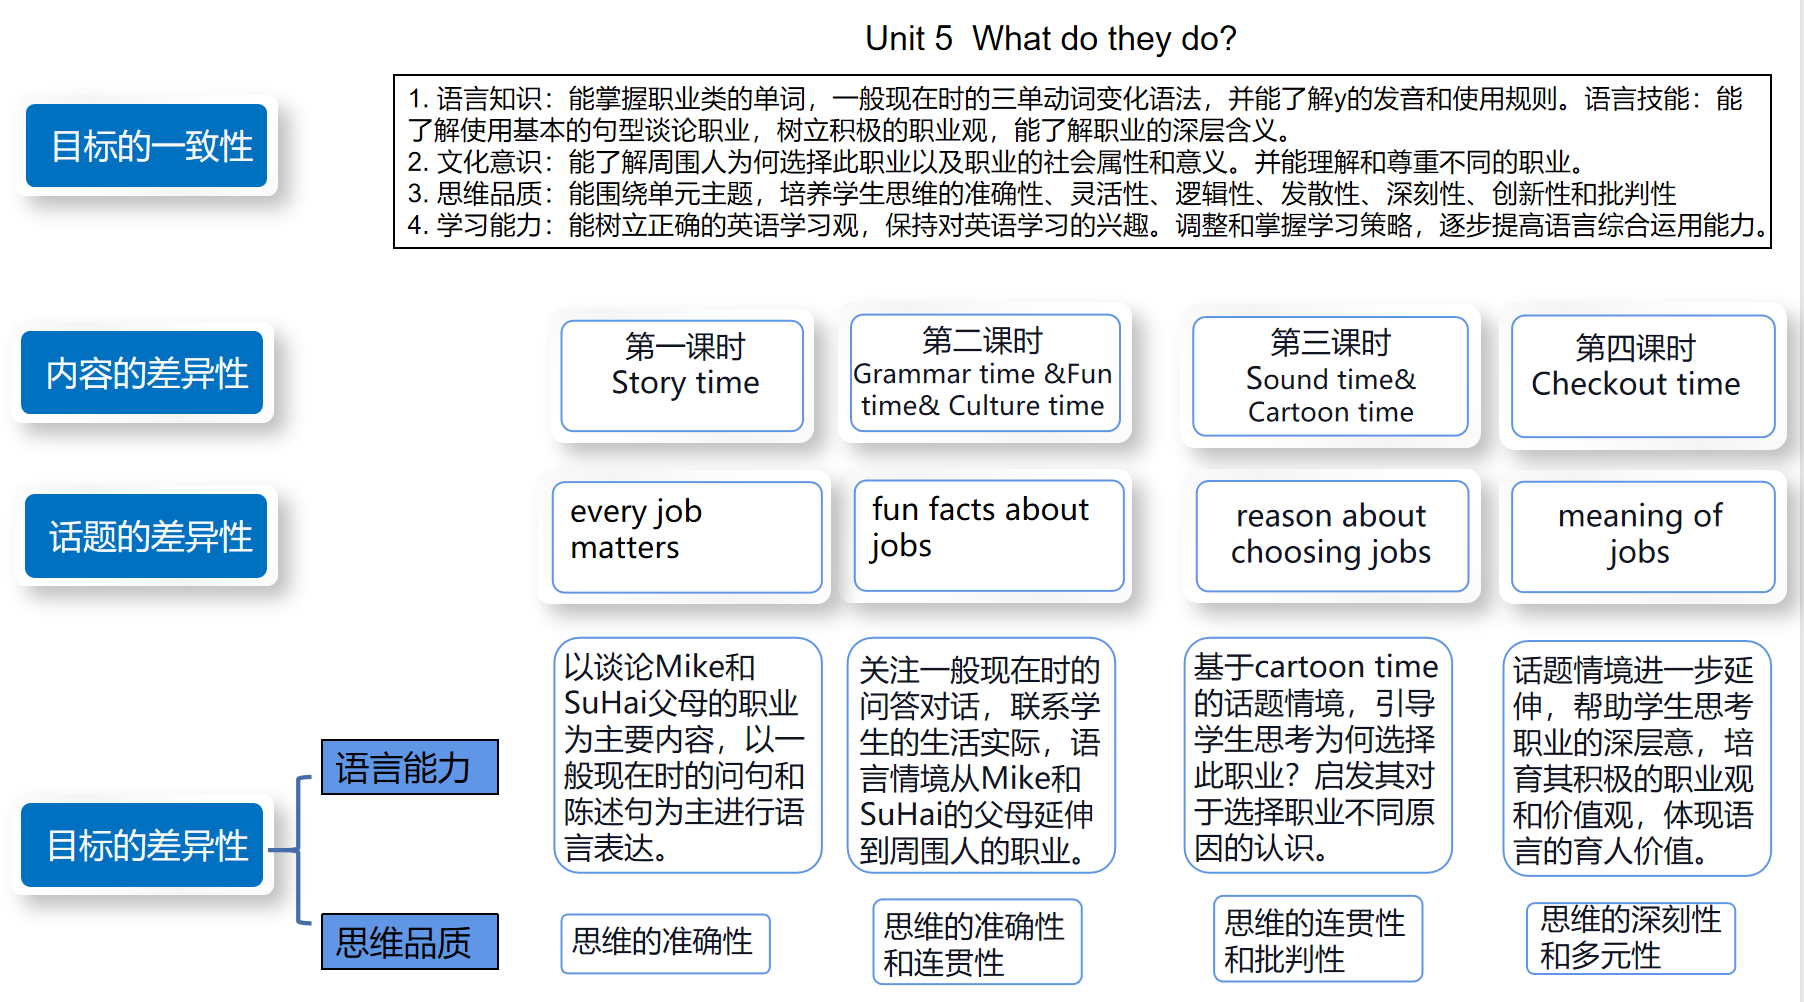 Unit 5  What do they do?
目标的一致性
1. 语言知识：能掌握职业类的单词，一般现在时的三单动词变化语法，并能了解y的发音和使用规则。语言技能：能
了解使用基本的句型谈论职业，树立积极的职业观，能了解职业的深层含义。
2. 文化意识：能了解周围人为何选择此职业以及职业的社会属性和意义。并能理解和尊重不同的职业。
3. 思维品质：能围绕单元主题，培养学生思维的准确性、灵活性、逻辑性、发散性、深刻性、创新性和批判性
4. 学习能力：能树立正确的英语学习观，保持对英语学习的兴趣。调整和掌握学习策略，逐步提高语言综合运用能力。
内容的差异性
第一课时
Story time
第二课时
Grammar time &Fun
time& Culture time
第三课时
Sound time&
Cartoon time
第四课时
Checkout time
话题的差异性
every job
matters
fun facts about
jobs
reason about
choosing jobs
meaning of
jobs
目标的差异性
语言能力
以谈论Mike和
SuHai父母的职业
为主要内容，以一
般现在时的问句和
陈述句为主进行语
言表达。
关注一般现在时的
问答对话，联系学
生的生活实际，语
言情境从Mike和
SuHai的父母延伸
到周围人的职业。
基于cartoon time
的话题情境，引导
学生思考为何选择
此职业？启发其对
于选择职业不同原
因的认识。
话题情境进一步延
伸，帮助学生思考
职业的深层意，培
育其积极的职业观
和价值观，体现语
言的育人价值。
思维品质
思维的准确性
思维的准确性
和连贯性
思维的连贯性
和批判性
思维的深刻性
和多元性